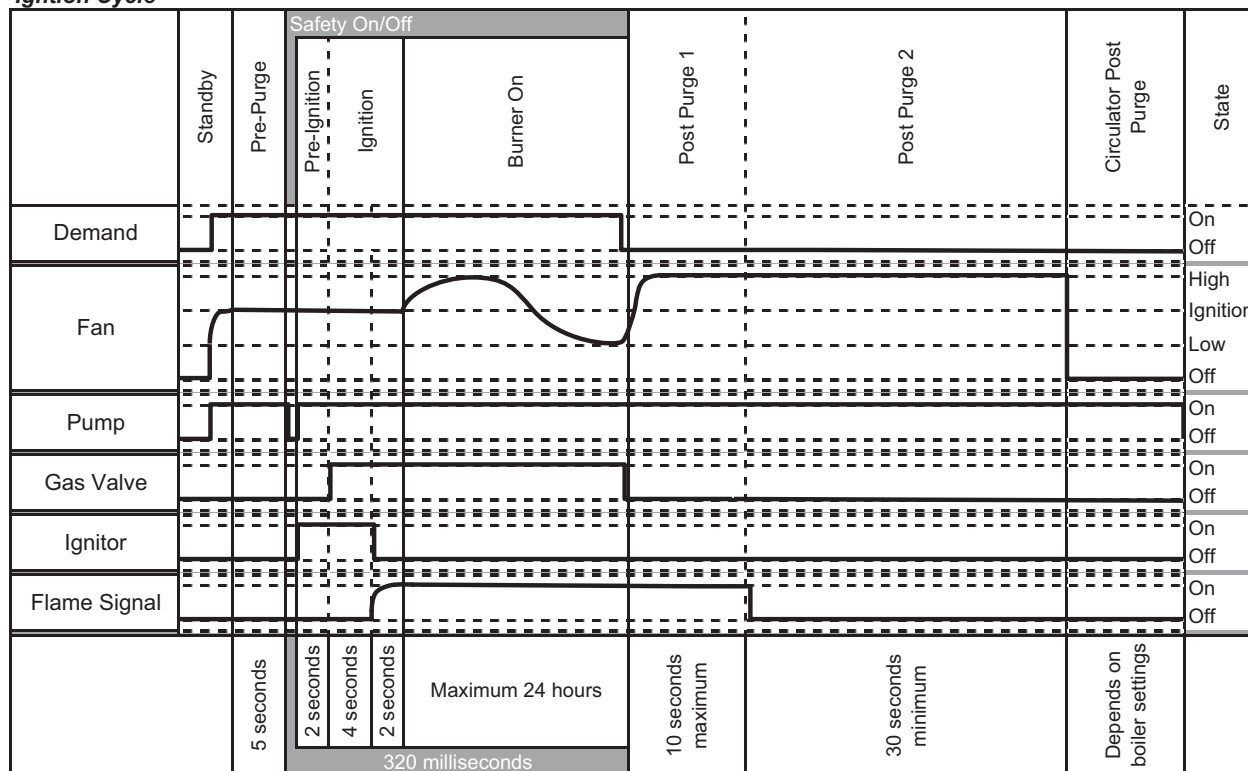 Ignition Cycle
Safety On/Off
Standby
Pre-Purge
Pre-Ignition
Ignition
Burner On
Post Purge 1
Post Purge 2
Circulator Post
Purge
State
Demand
On
Off
Fan
High
Ignition
Low
Off
Pump
On
Off
Gas Valve
On
Off
Ignitor
On
Off
Flame Signal
On
Off
5 seconds
2 seconds
4 seconds
2 seconds
Maximum 24 hours
10 seconds
maximum
30 seconds
minimum
Depends on
boiler settings
320 milliseconds